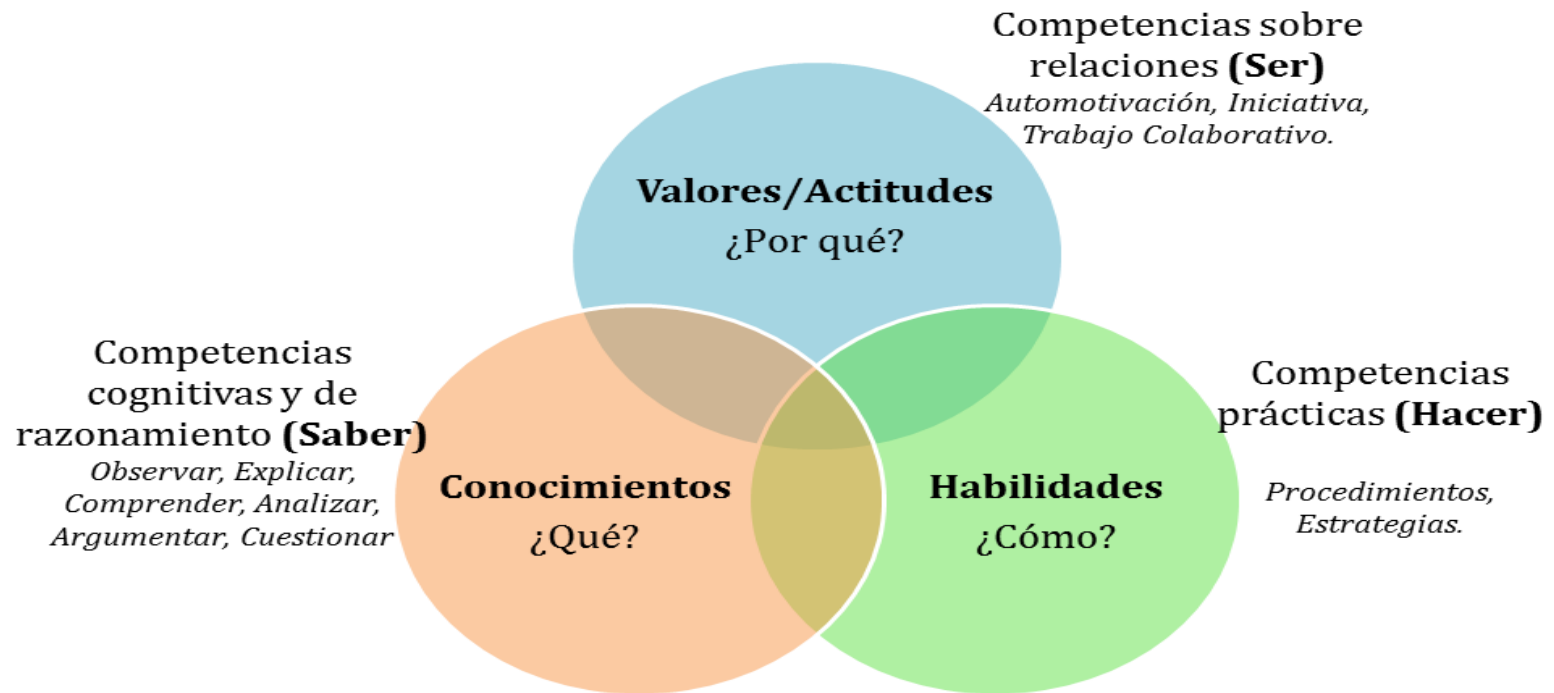 Competencias sobre
relaciones (Ser)
Automotivación, Iniciativa,
Trabajo Colaborativo.
Valores/Actitudes
¿Por qué?
Competencias
cognitivas y de
razonamiento (Saber)
Observar, Explicar,
Comprender, Analizar,
Argumentar, Cuestionar
Conocimientos
¿Qué?
Habilidades
¿Cómo?
Competencias
prácticas (Hacer)
Procedimientos,
Estrategias.